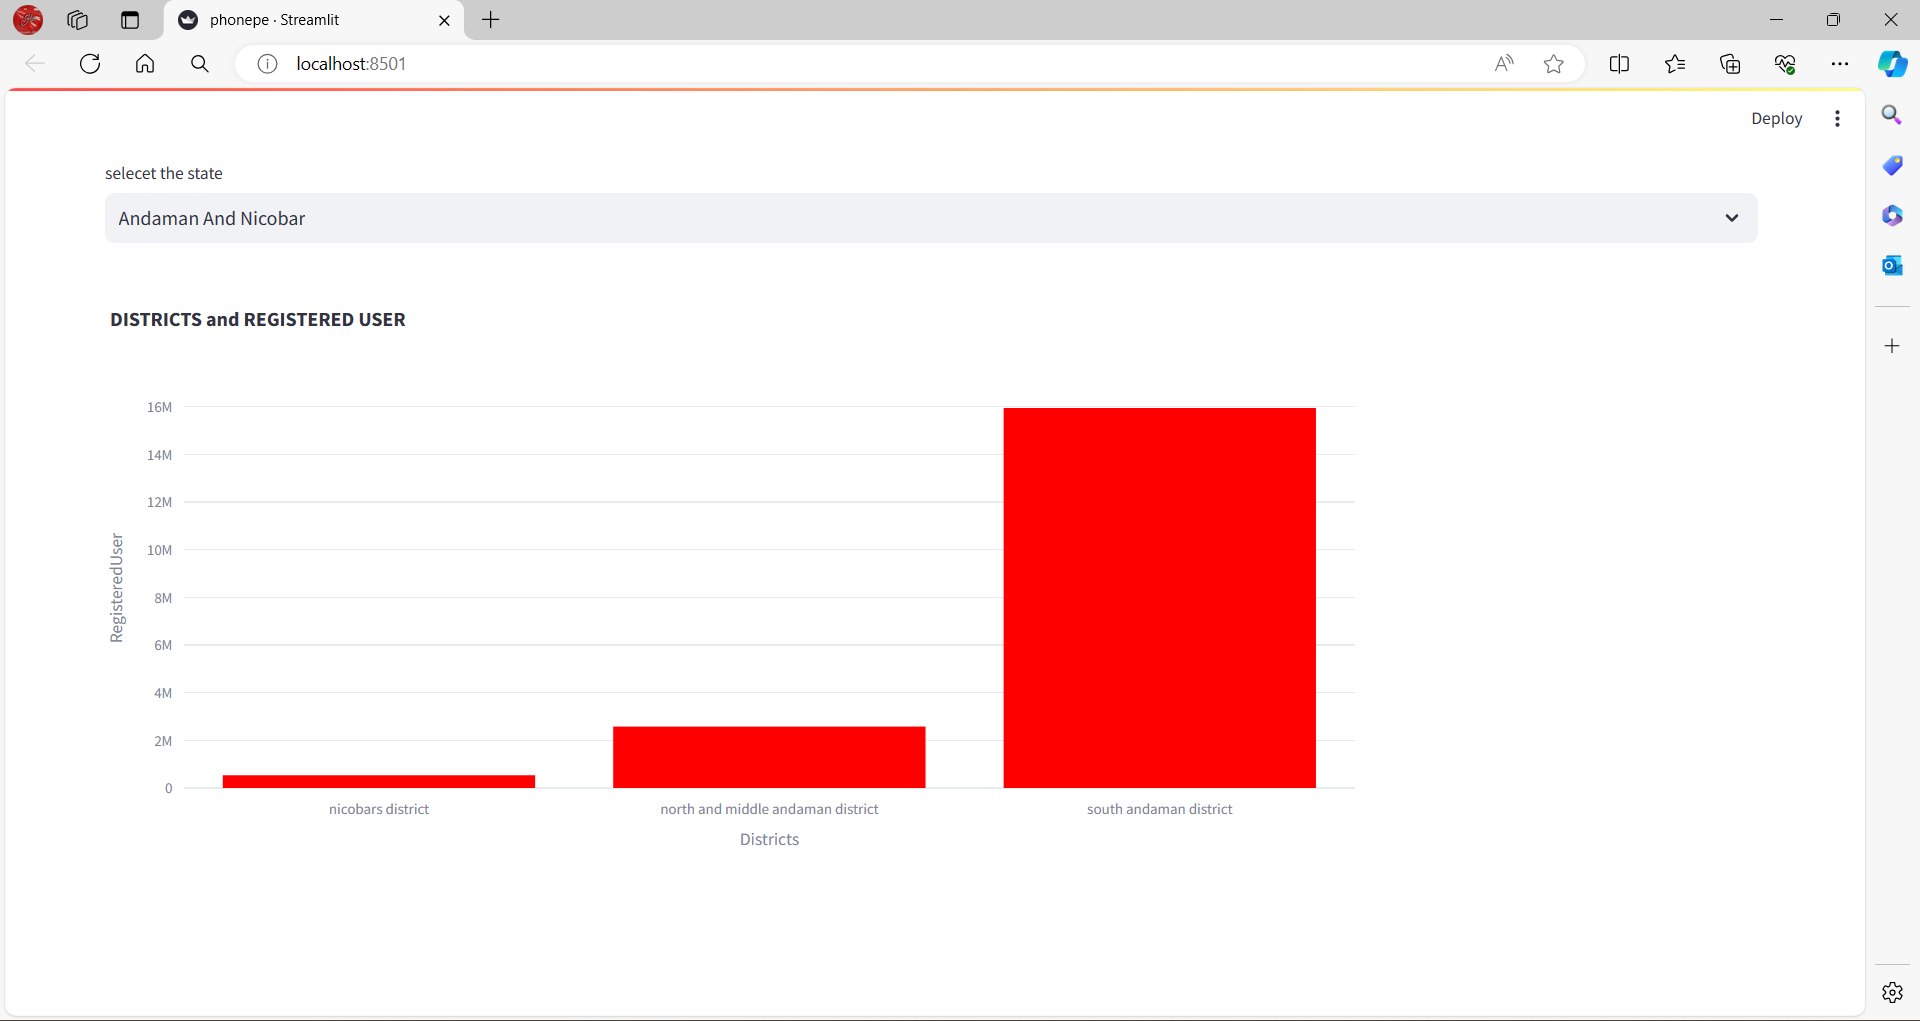 phonepe · Streamlit
localhost:8501
Deploy
selecet the state
Andaman And Nicobar
DISTRICTS and REGISTERED USER
16M
14M
12M
10M
8M
6M
4M
2M
0
RegisteredUser
nicobars district
north and middle andaman district
south andaman district
Districts